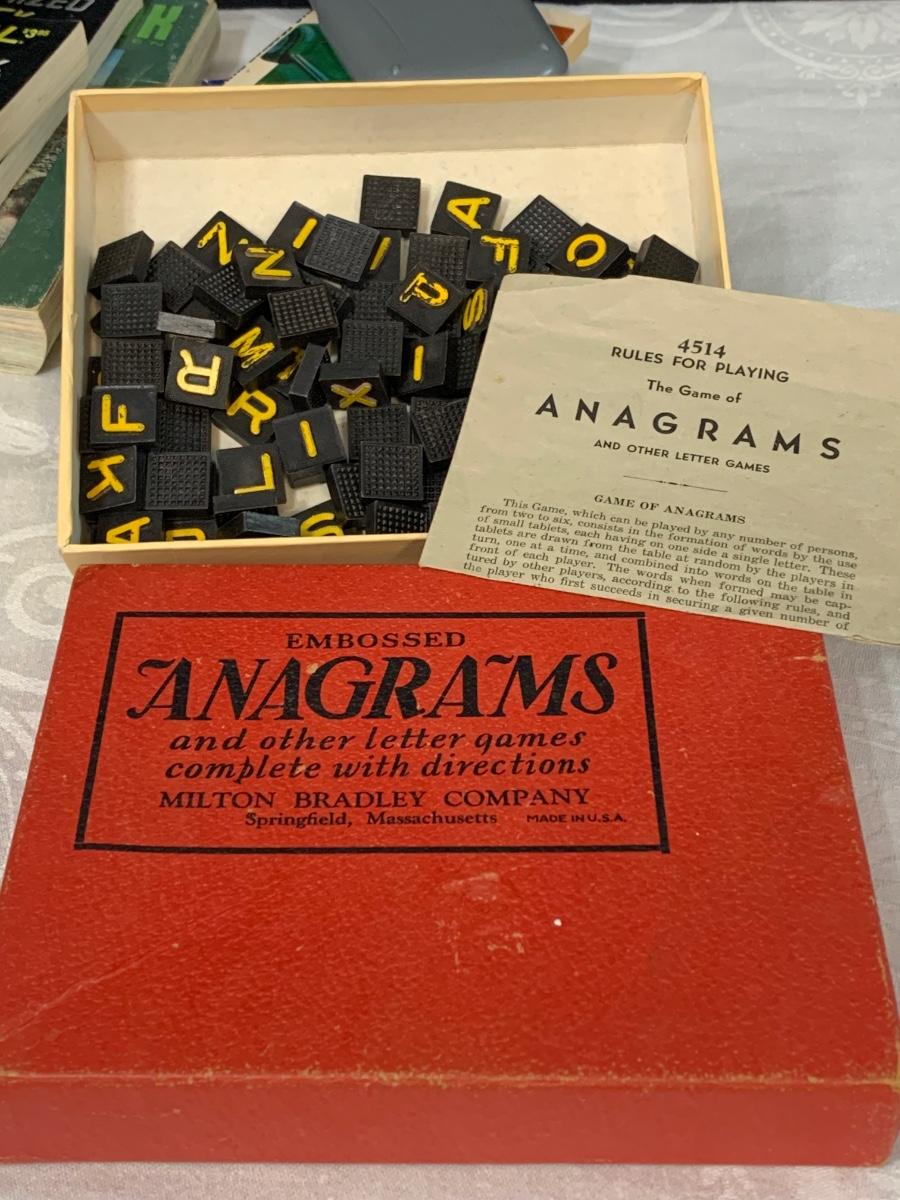 H
$3.95
A
Z
I
N
I
F
O
D
S
M
R
I
X
F
R
I
K
L
A
S
4514
RULES FOR PLAYING
The Game of
ANAGRAMS
AND OTHER LETTER GAMES
GAME OF ANAGRAMS
This Game, which can be played by any number of persons,
from two to six, consists in the formation of words by the use
of small tablets, each having on one side a single letter. These
tablets are drawn from the table at random by the players in
turn, one at a time, and combined into words on the table in
front of each player. The words when formed may be cap-
tured by other players, according to the following rules, and
the player who first succeeds in securing a given number of
EMBOSSED
ANAGRAMS
and other letter games
complete with directions
MILTON BRADLEY COMPANY
Springfield, Massachusetts MADE IN U.S.A.